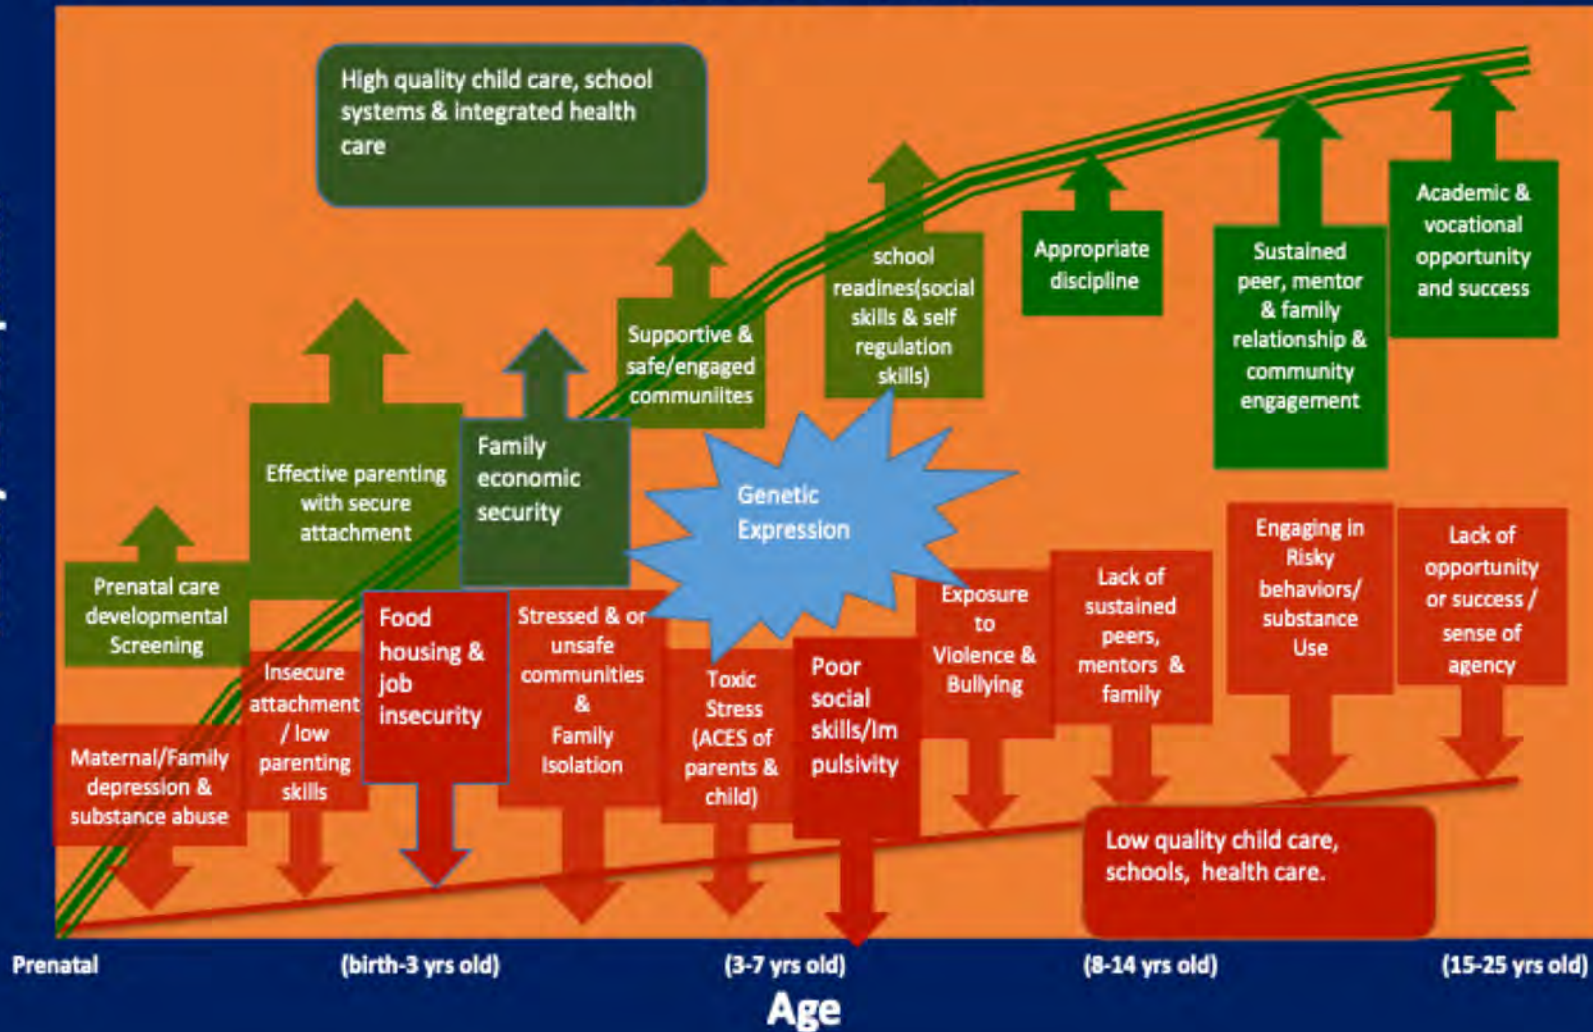 High quality child care, school
systems & integrated health
care
Academic &
vocational
opportunity
and success
Sustained
peer, mentor
& family
relationship &
community
engagement
Appropriate
discipline
school
readines(social
skills & self
regulation
skills)
Supportive &
safe/engaged
communiites
Family
economic
security
Effective parenting
with secure
attachment
Prenatal care
developmental
Screening
Genetic
Expression
Maternal/Family
depression &
substance abuse
Insecure
attachment
/ low
parenting
skills
Food
housing &
job
insecurity
Stressed & or
unsafe
communities
&
Family
Isolation
Toxic
Stress
(ACES of
parents &
child)
Poor
social
skills/Im
pulsivity
Exposure
to
Violence &
Bullying
Lack of
sustained
peers,
mentors &
family
Engaging in
Risky
behaviors/
substance
Use
Lack of
opportunity
or success /
sense of
agency
Low quality child care,
schools, health care.
Prenatal
(birth-3 yrs old)
(3-7 yrs old)
(8-14 yrs old)
(15-25 yrs old)
Age